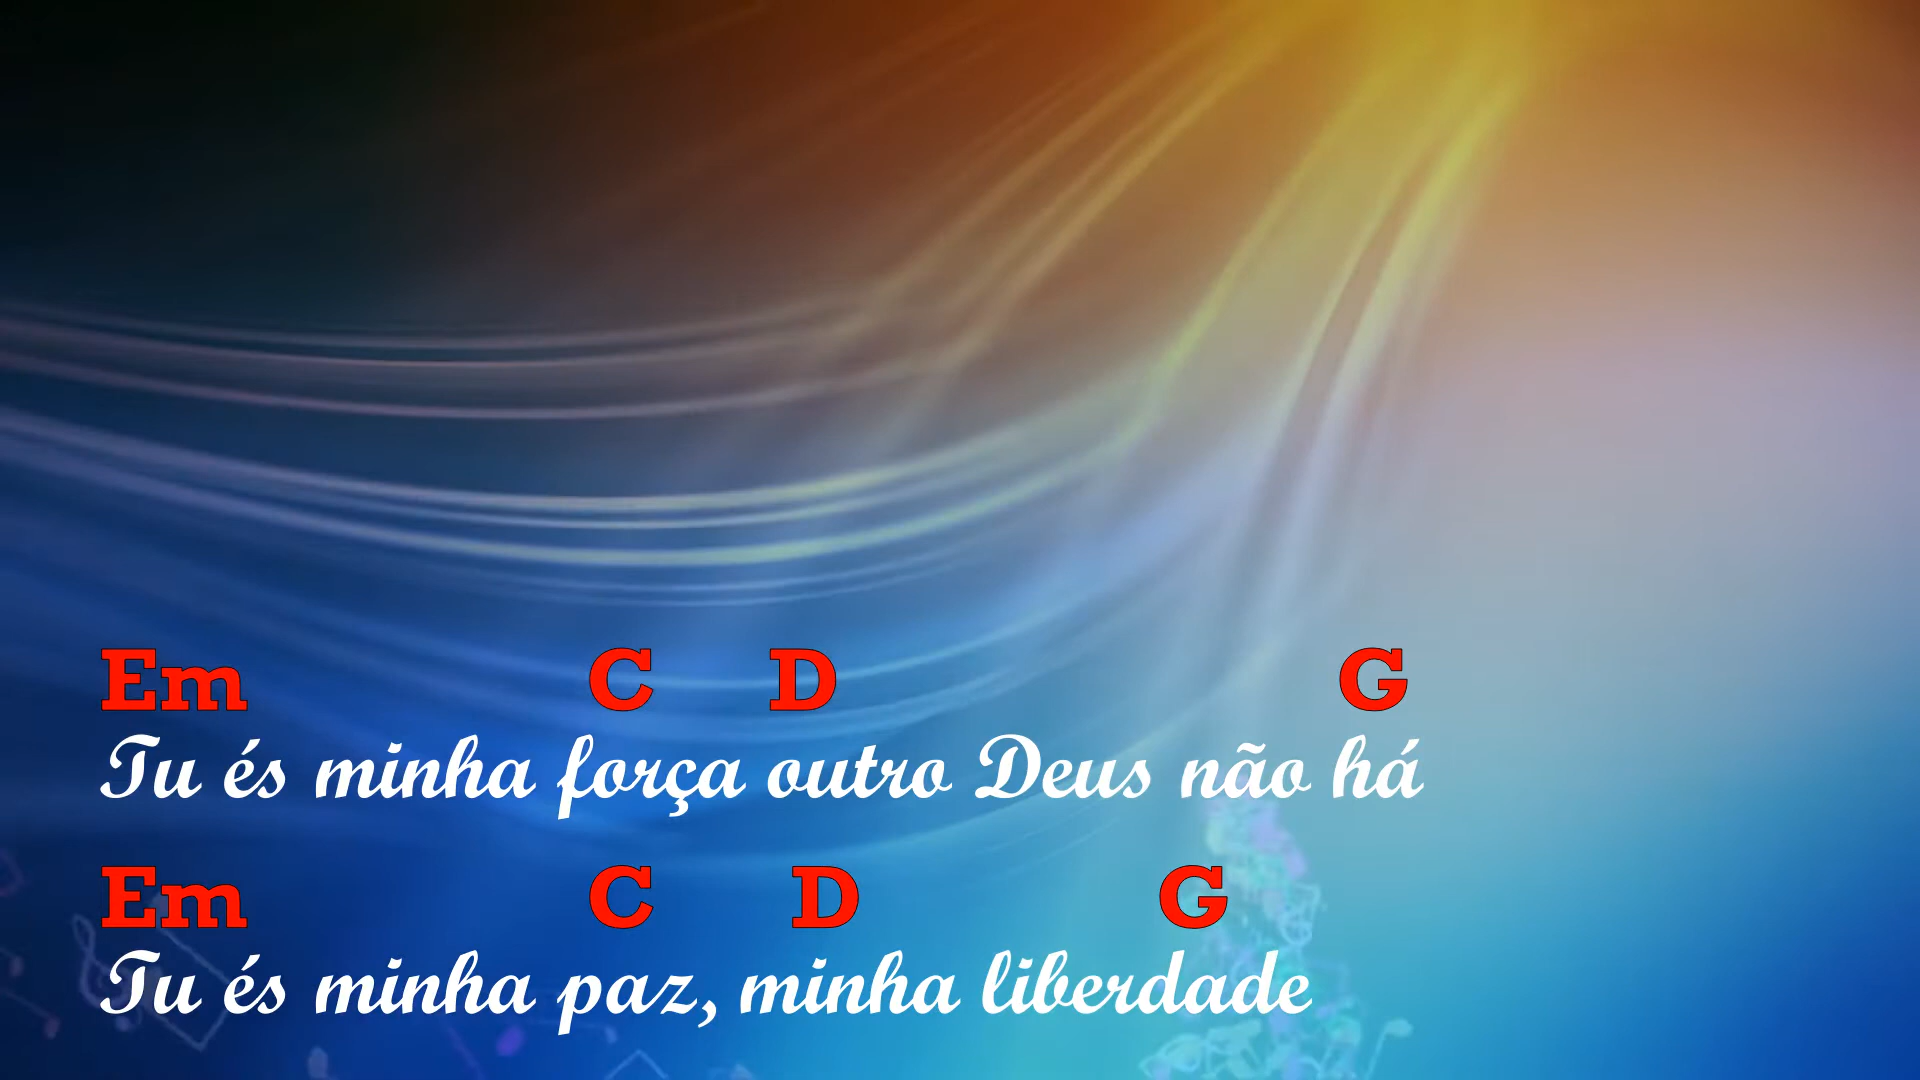 Em C D G
Tu és minha força outro Deus não há
Em C D G
Tu és minha paz, minha liberdade